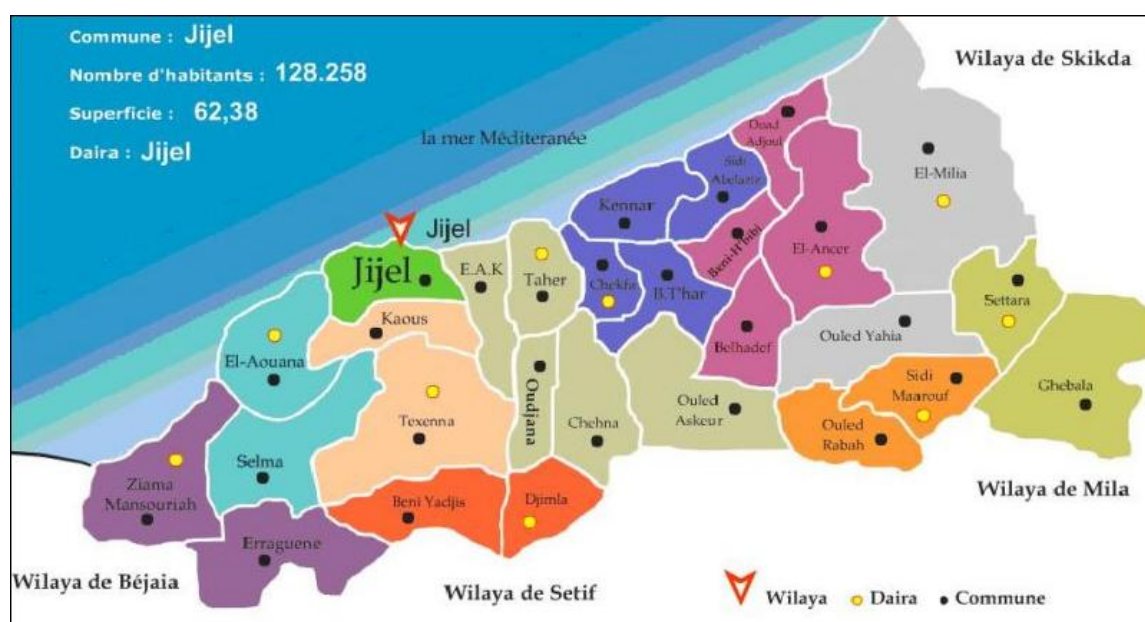 Commune : Jijel
Nombre d'habitants : 128.258
Superficie : 62,38
Daira : Jijel
Wilaya de Skikda
la mer Méditeranée
Ouad
Adjoul
Sidi
Abelaziz
El-Milia
Kennar
Jijel
Beni-H'bibi
El-Ancer
Jijel
E.A.K
Taher
Chekfa
B.T'har
Settara
Kaous
Ouled Yahia
El-Aouana
Belhadef
Sidi
Maarouf
Ghebala
Texenna
Oudjana
Chehna
Ouled
Askeur
Ouled
Rabah
Selma
Ziama
Mansouriah
Beni Yadjis
Djimla
Wilaya de Mila
Erraguene
Wilaya de Béjaia
Wilaya de Setif
Wilaya
Daira
Commune